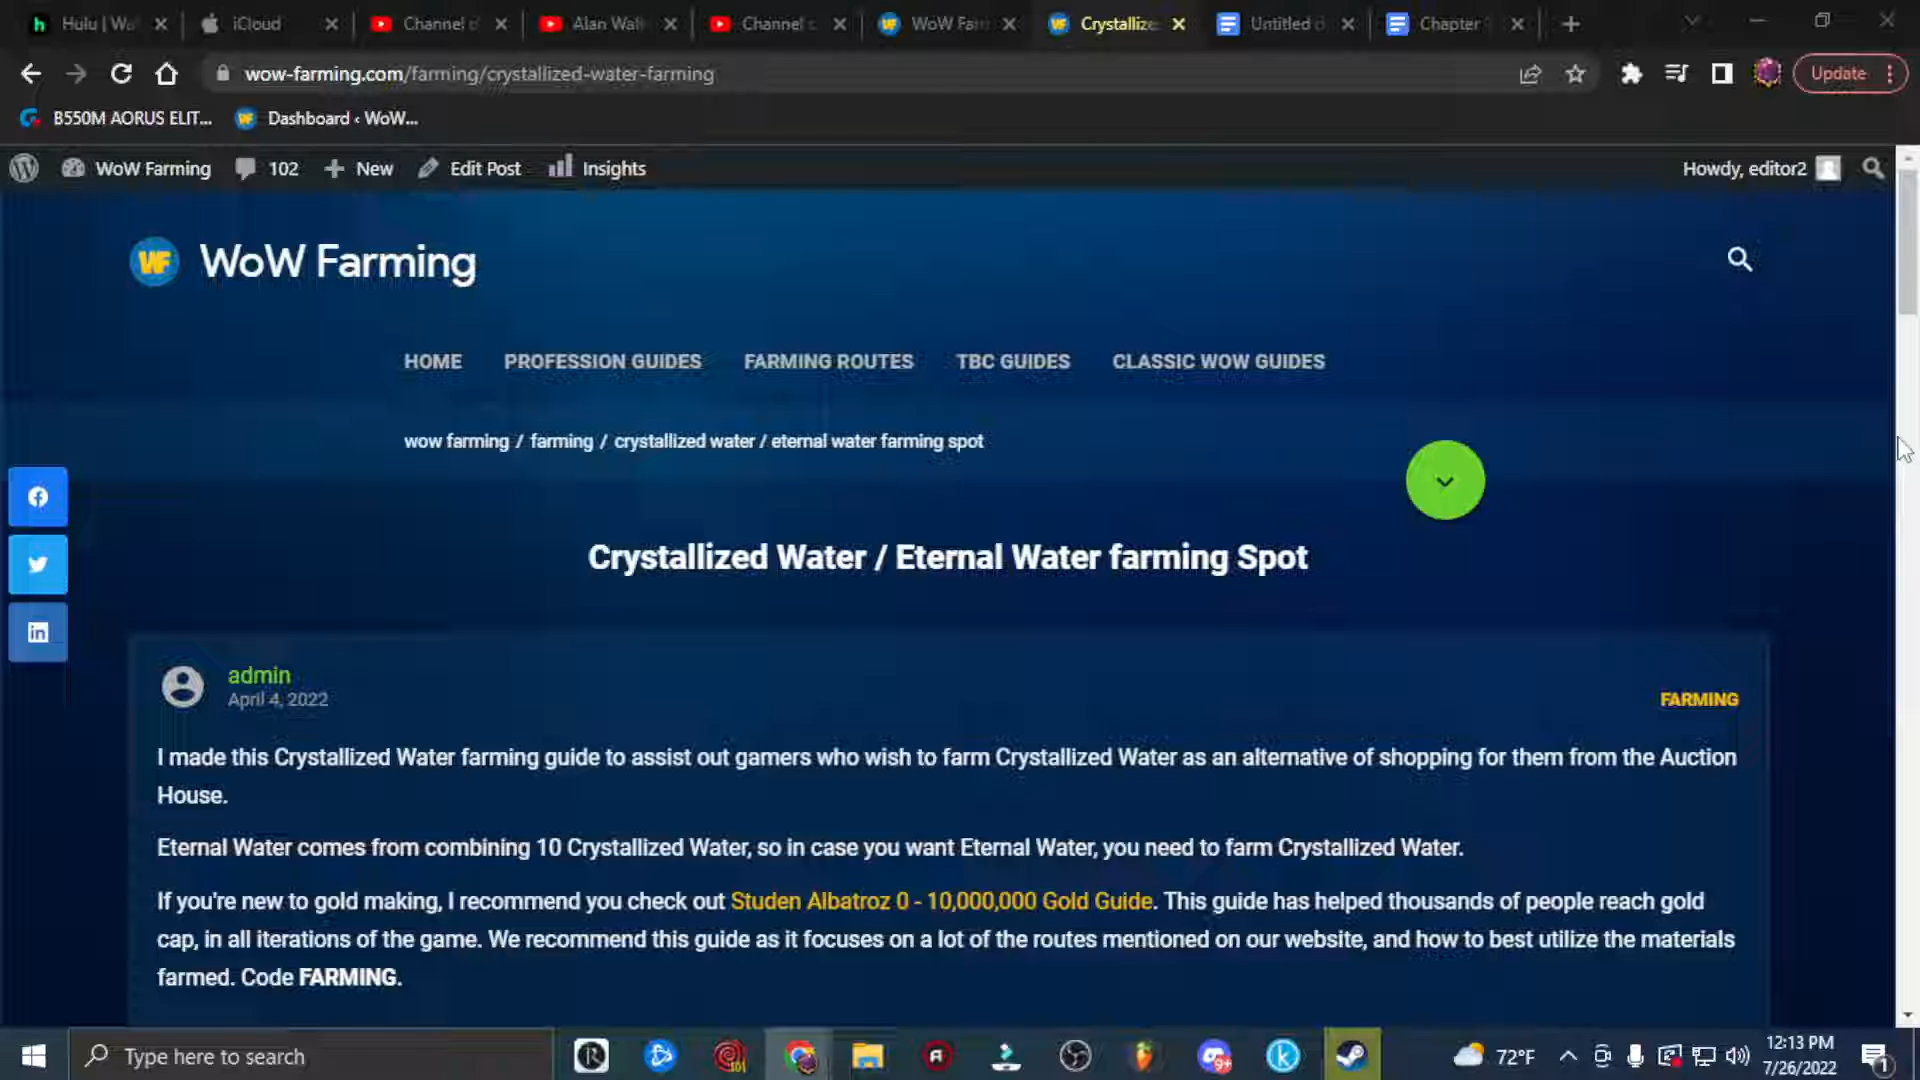 Hulu | Wa
iCloud
Channel d
Alan Wal
Channel c
WoW Farm
Crystallize
Untitled d
Chapter
wow-farming.com/farming/crystallized-water-farming
Update
B550M AORUS ELIT...
Dashboard ‹ WoW...
WoW Farming
102
New
Edit Post
Insights
Howdy, editor2
WF WoW Farming
HOME PROFESSION GUIDES FARMING ROUTES TBC GUIDES CLASSIC WOW GUIDES
wow farming / farming / crystallized water / eternal water farming spot
Crystallized Water / Eternal Water farming Spot
admin
April 4, 2022
FARMING
I made this Crystallized Water farming guide to assist out gamers who wish to farm Crystallized Water as an alternative of shopping for them from the Auction
House.
Eternal Water comes from combining 10 Crystallized Water, so in case you want Eternal Water, you need to farm Crystallized Water.
If you're new to gold making, I recommend you check out Studen Albatroz 0 - 10,000,000 Gold Guide. This guide has helped thousands of people reach gold
cap, in all iterations of the game. We recommend this guide as it focuses on a lot of the routes mentioned on our website, and how to best utilize the materials
farmed. Code FARMING.
Type here to search
72°F
12:13 PM
7/26/2022
1